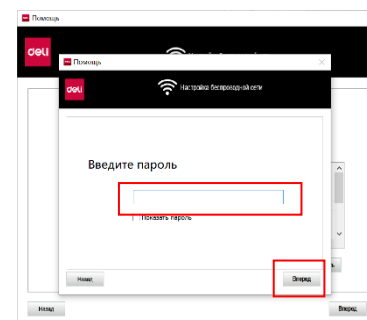 Помощь
deli
Помощь
deli
Настройка беспроводной сети
Введите пароль
Показать пароль
Назад
Вперед
Назад
Вперед